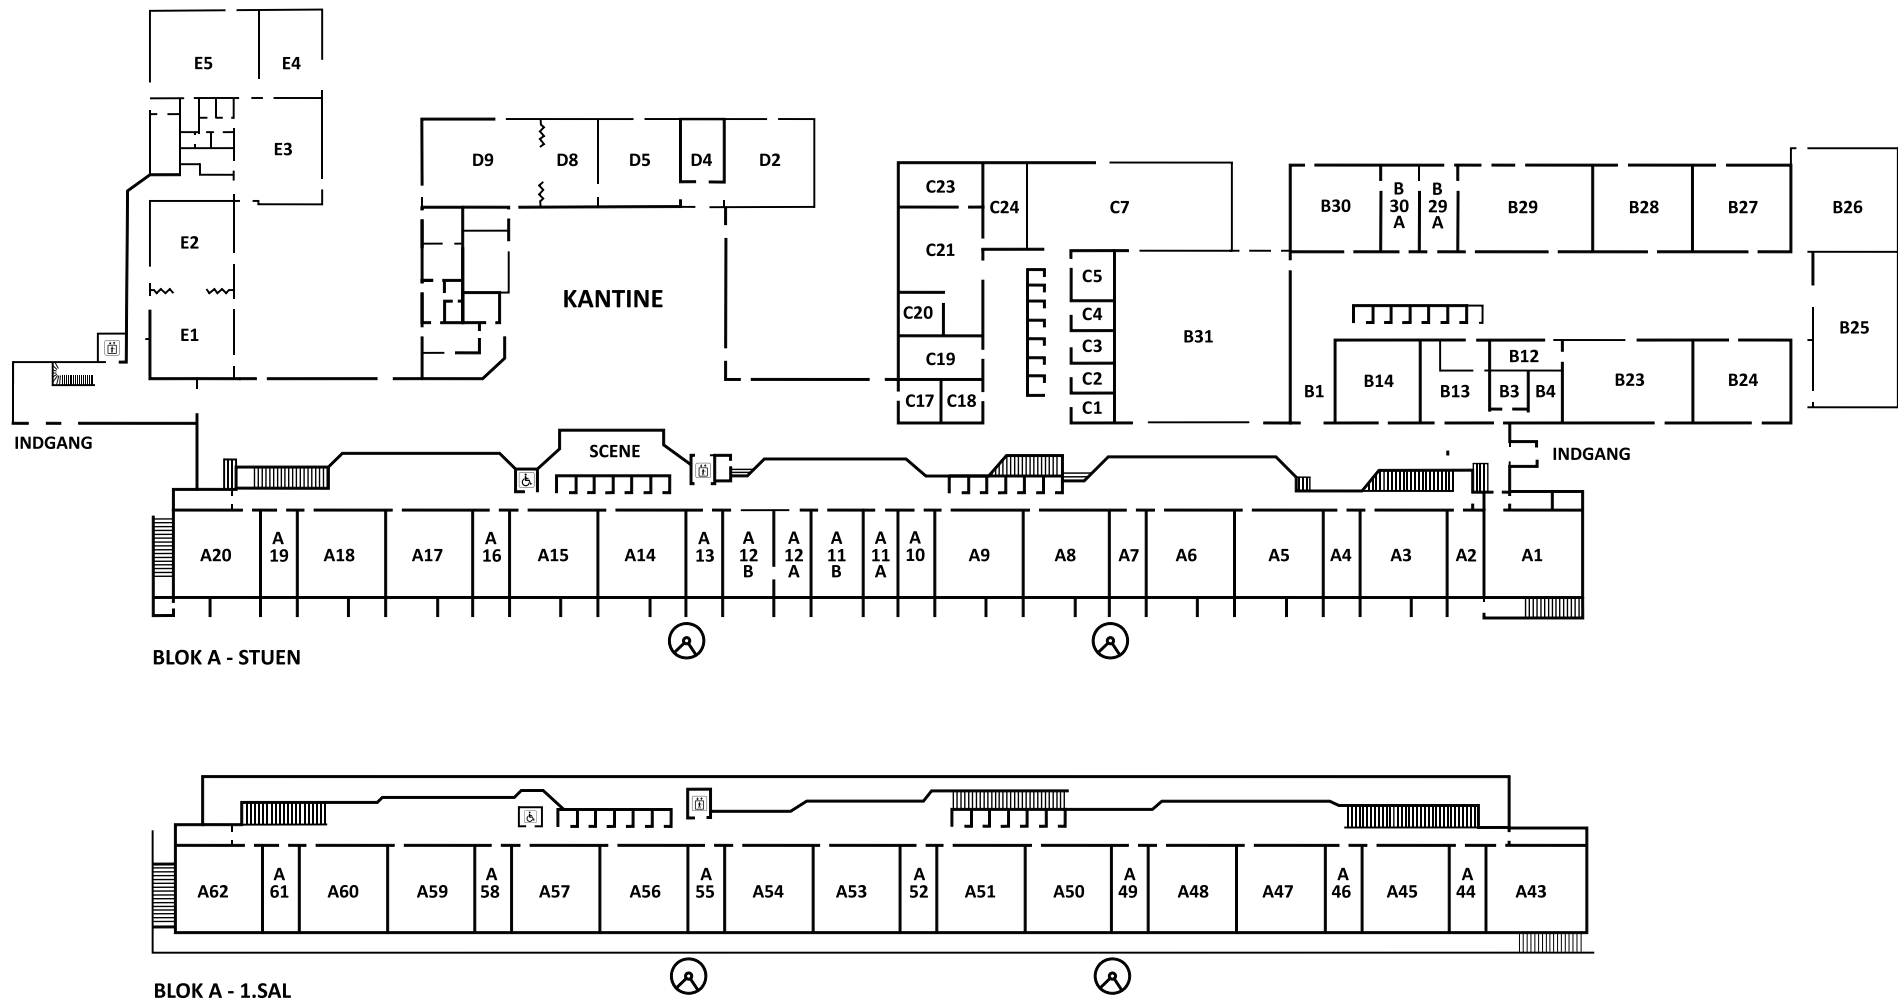 E5 E4
E3
E2
E1
INDGANG
D9 D8 D5 D4 D2
KANTINE
SCENE
C23
C24
C7
C21
C20
C19
C17 C18
C5
C4
C3
C2
C1
B31
B30
B
30
A
B
29
A
B29
B28
B27
B26
B25
B1
B14
B13
B12
B3
B4
B23
B24
INDGANG
A20
A
19
A18
A17
A
16
A15
A14
A
13
A
12
B
A
12
A
A
11
B
A
11
A
A
10
A9
A8
A7
A6
A5
A4
A3
A2
A1
BLOK A - STUEN
A62
A
61
A60
A59
A
58
A57
A56
A
55
A54
A53
A
52
A51
A50
A
49
A48
A47
A
46
A45
A
44
A43
BLOK A - 1.SAL